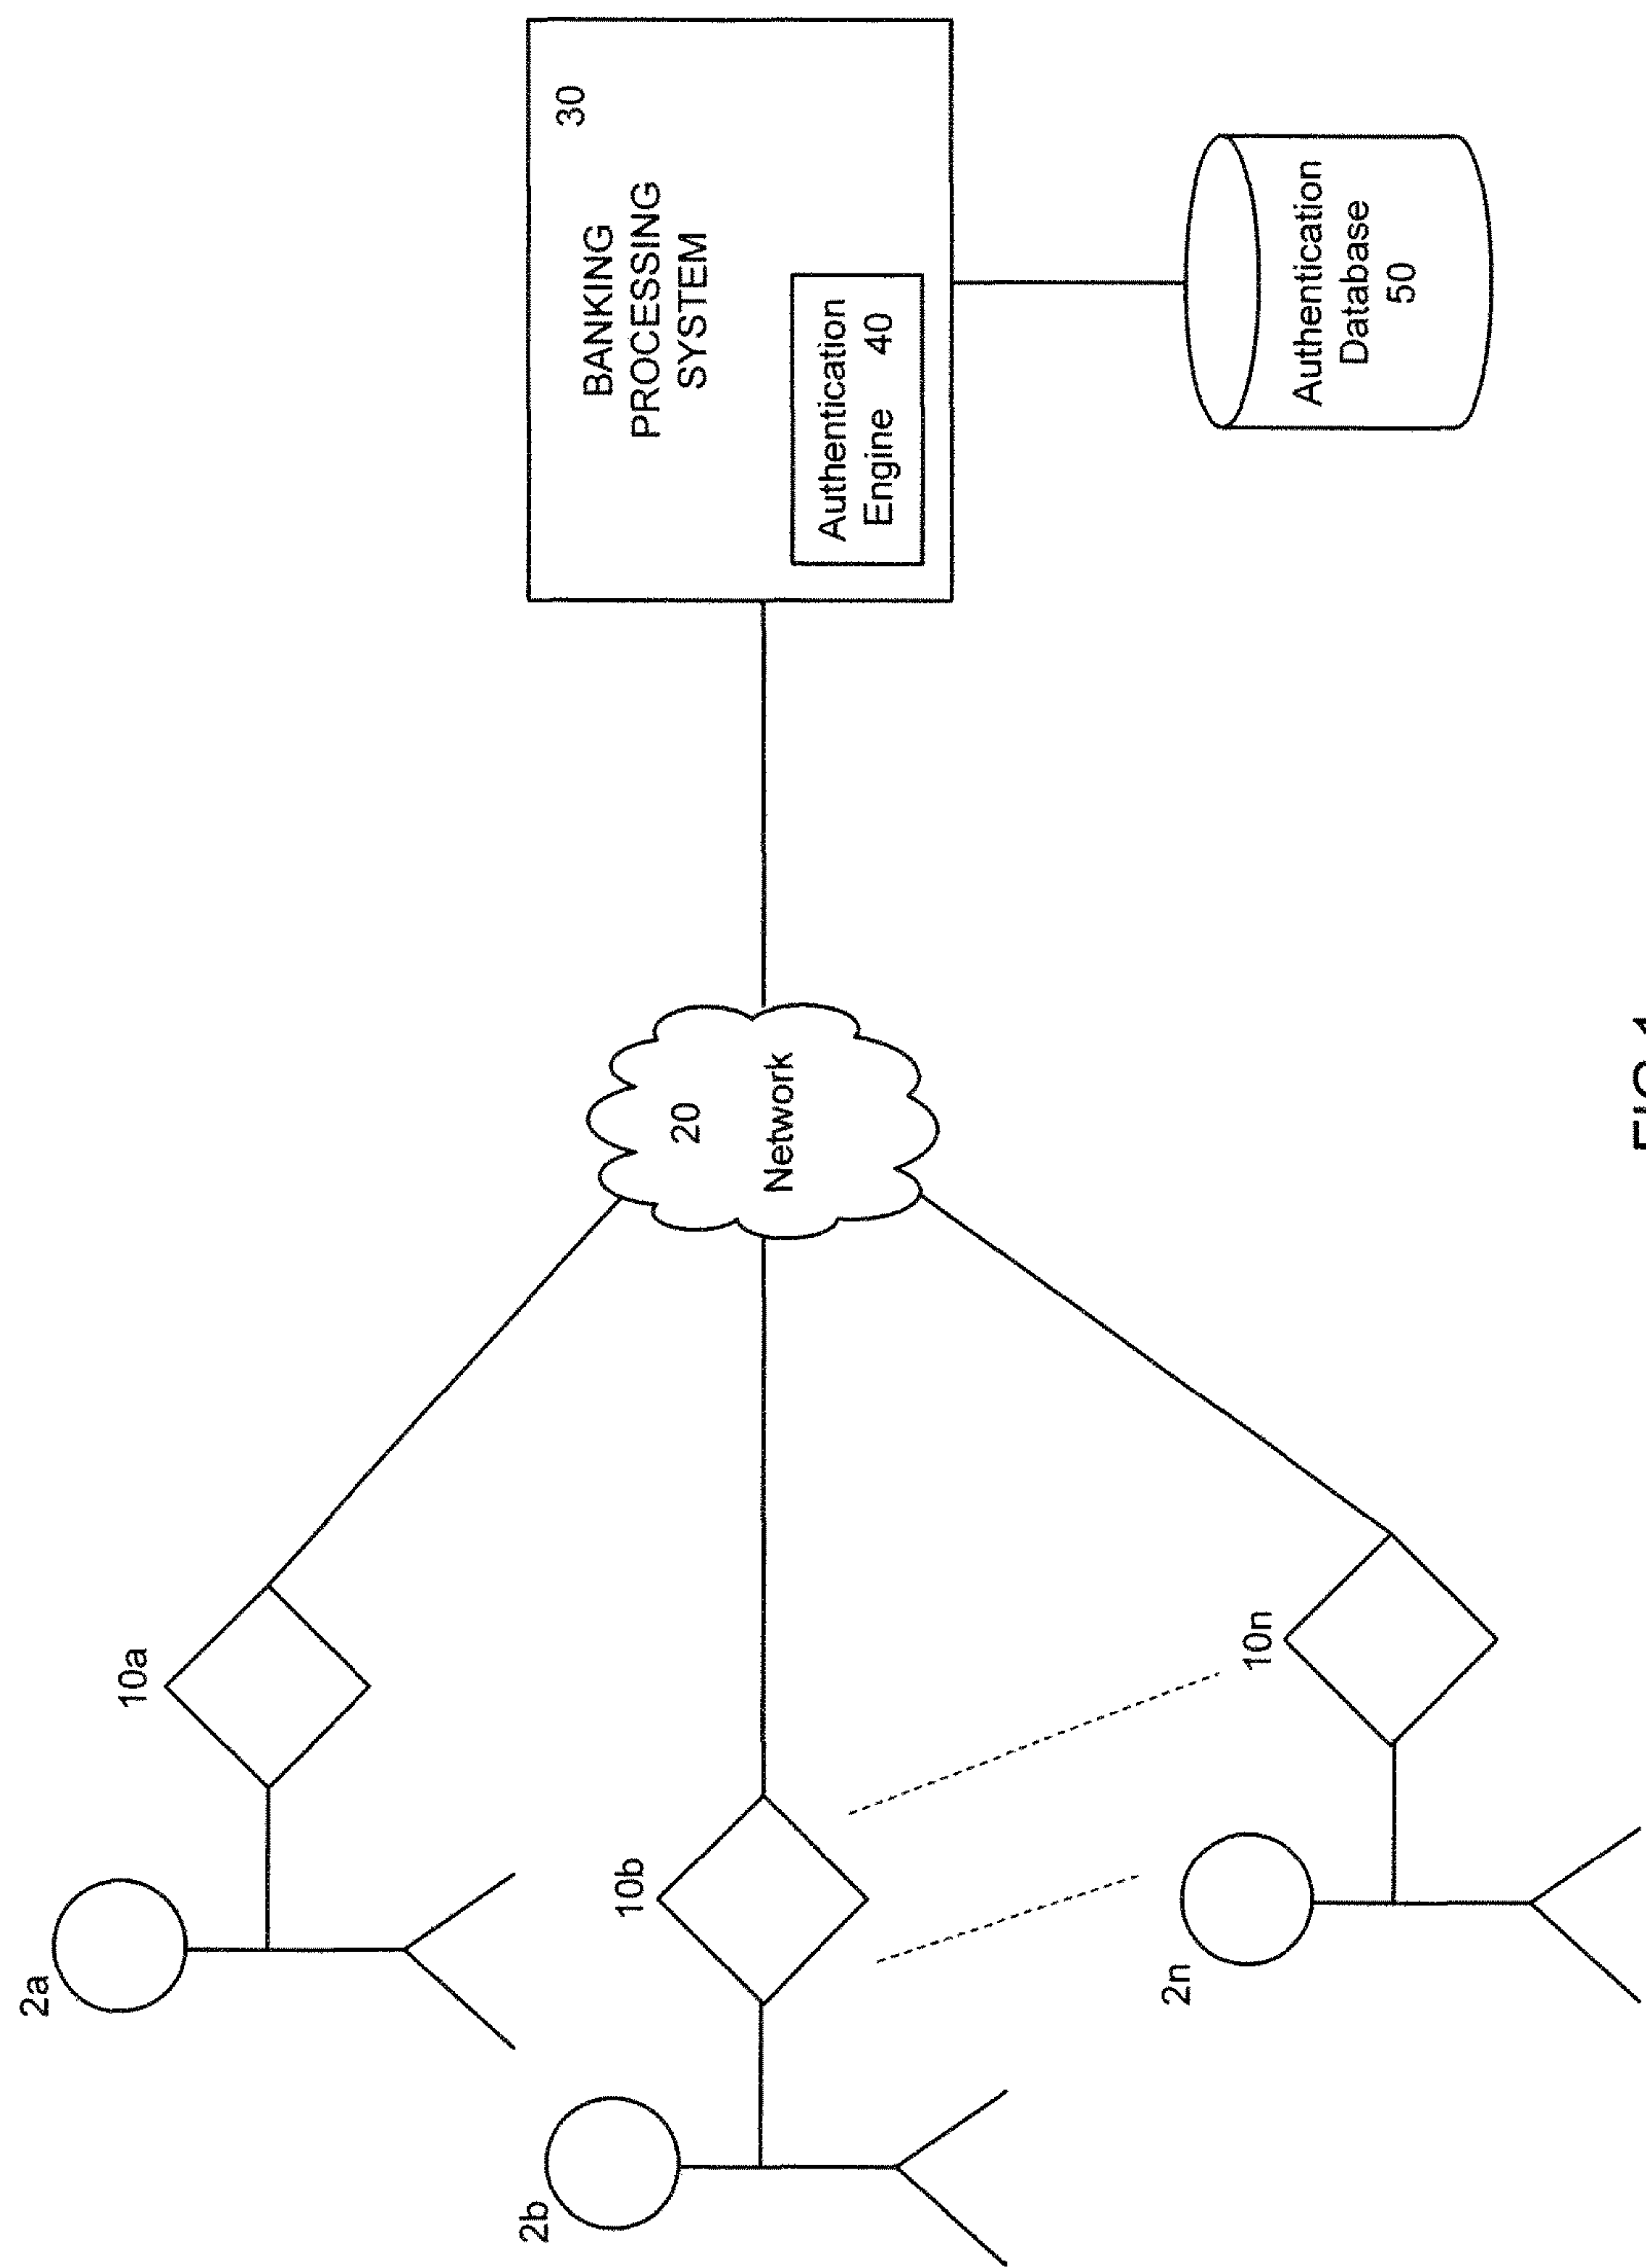 2a
10a
2b
10b
2n
10n
20
Network
30
BANKING
PROCESSING
SYSTEM
Authentication
Engine 40
Authentication
Database
50